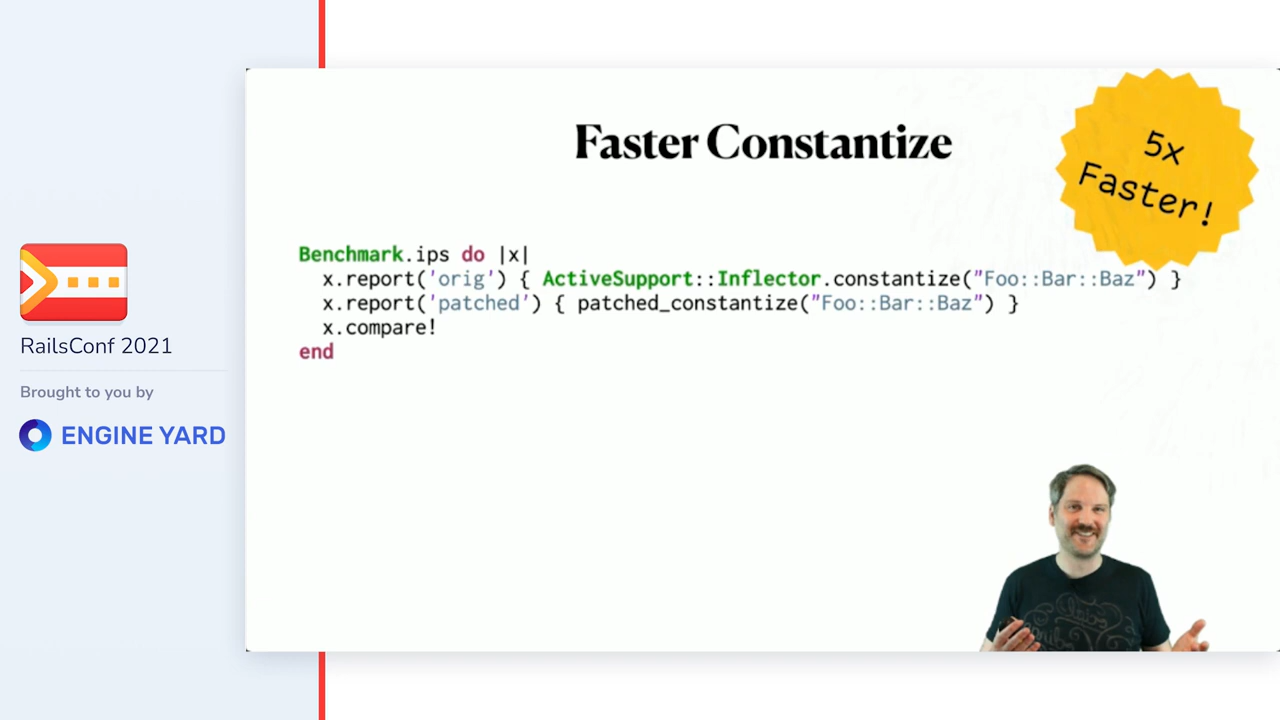 RailsConf 2021
Brought to you by
ENGINE YARD
Faster Constantize
5x
Faster!
Benchmark.ips do |x|
  x.report('orig') { ActiveSupport::Inflector.constantize("Foo::Bar::Baz") }
  x.report('patched') { patched_constantize("Foo::Bar::Baz") }
  x.compare!
end